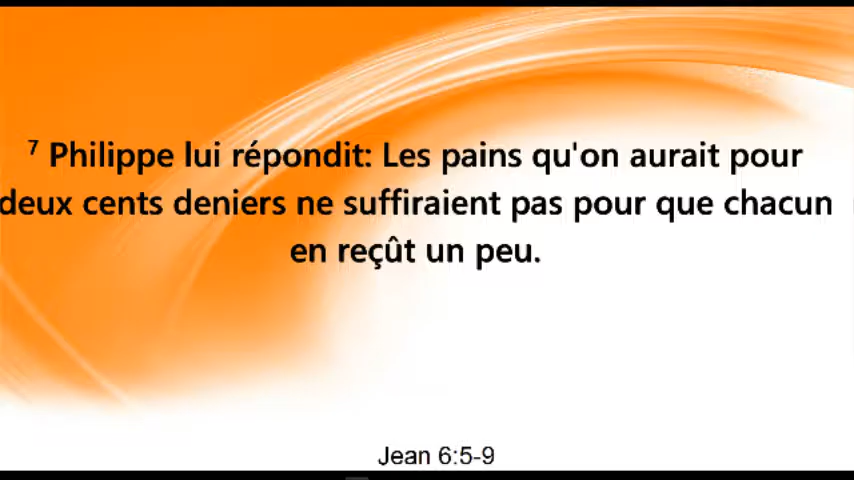 ⁷ Philippe lui répondit: Les pains qu'on aurait pour
deux cents deniers ne suffiraient pas pour que chacun
en reçût un peu.
Jean 6:5-9